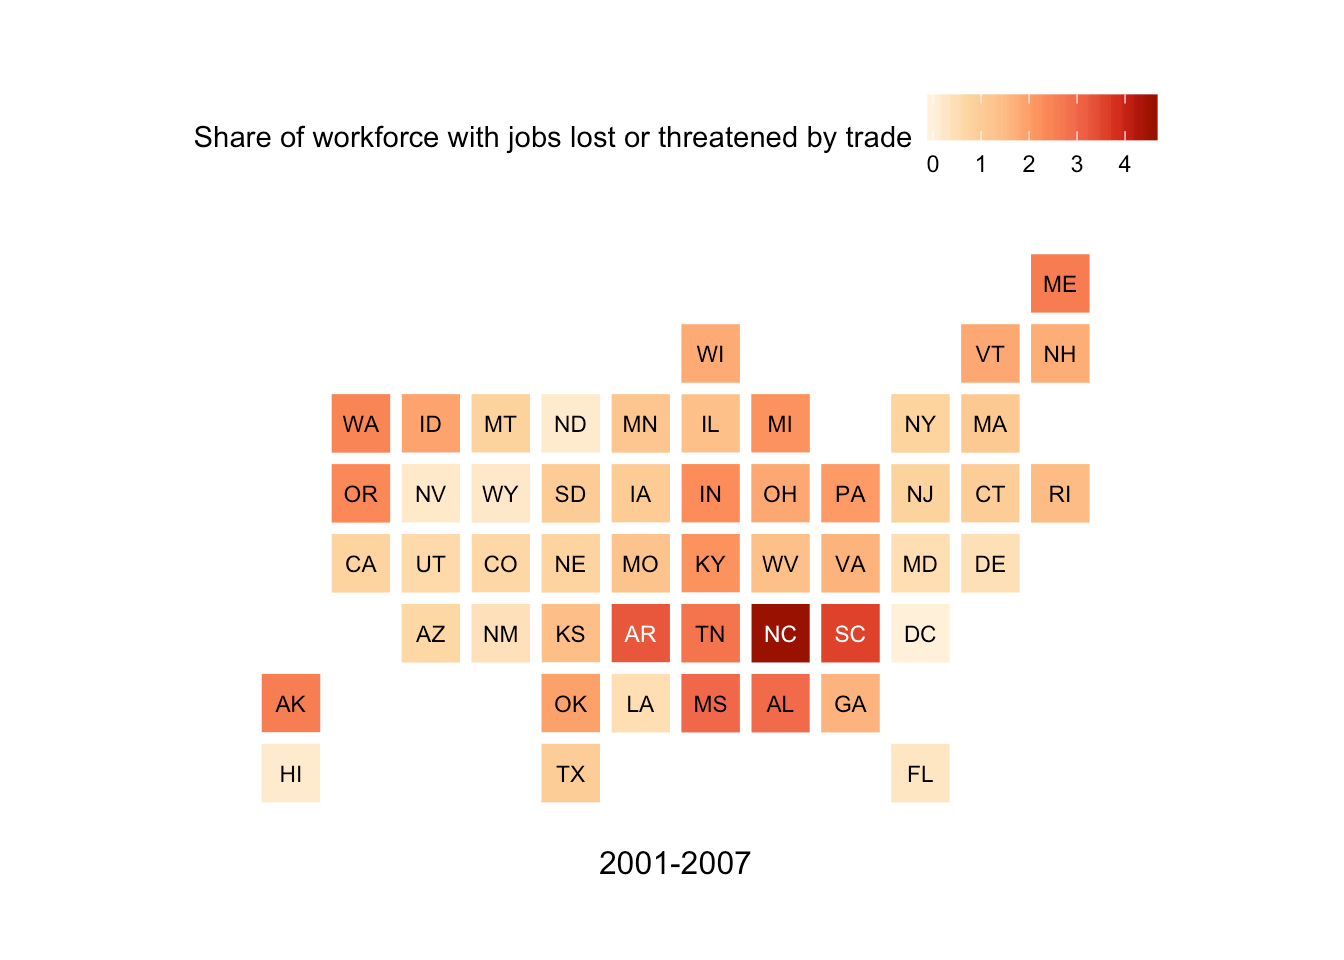 Share of workforce with jobs lost or threatened by trade
0 1 2 3 4
ME
WI VT NH
WA ID MT ND MN IL MI NY MA
OR NV WY SD IA IN OH PA NJ CT RI
CA UT CO NE MO KY WV VA MD DE
AZ NM KS AR TN NC SC DC
AK OK LA MS AL GA
HI TX FL
2001-2007